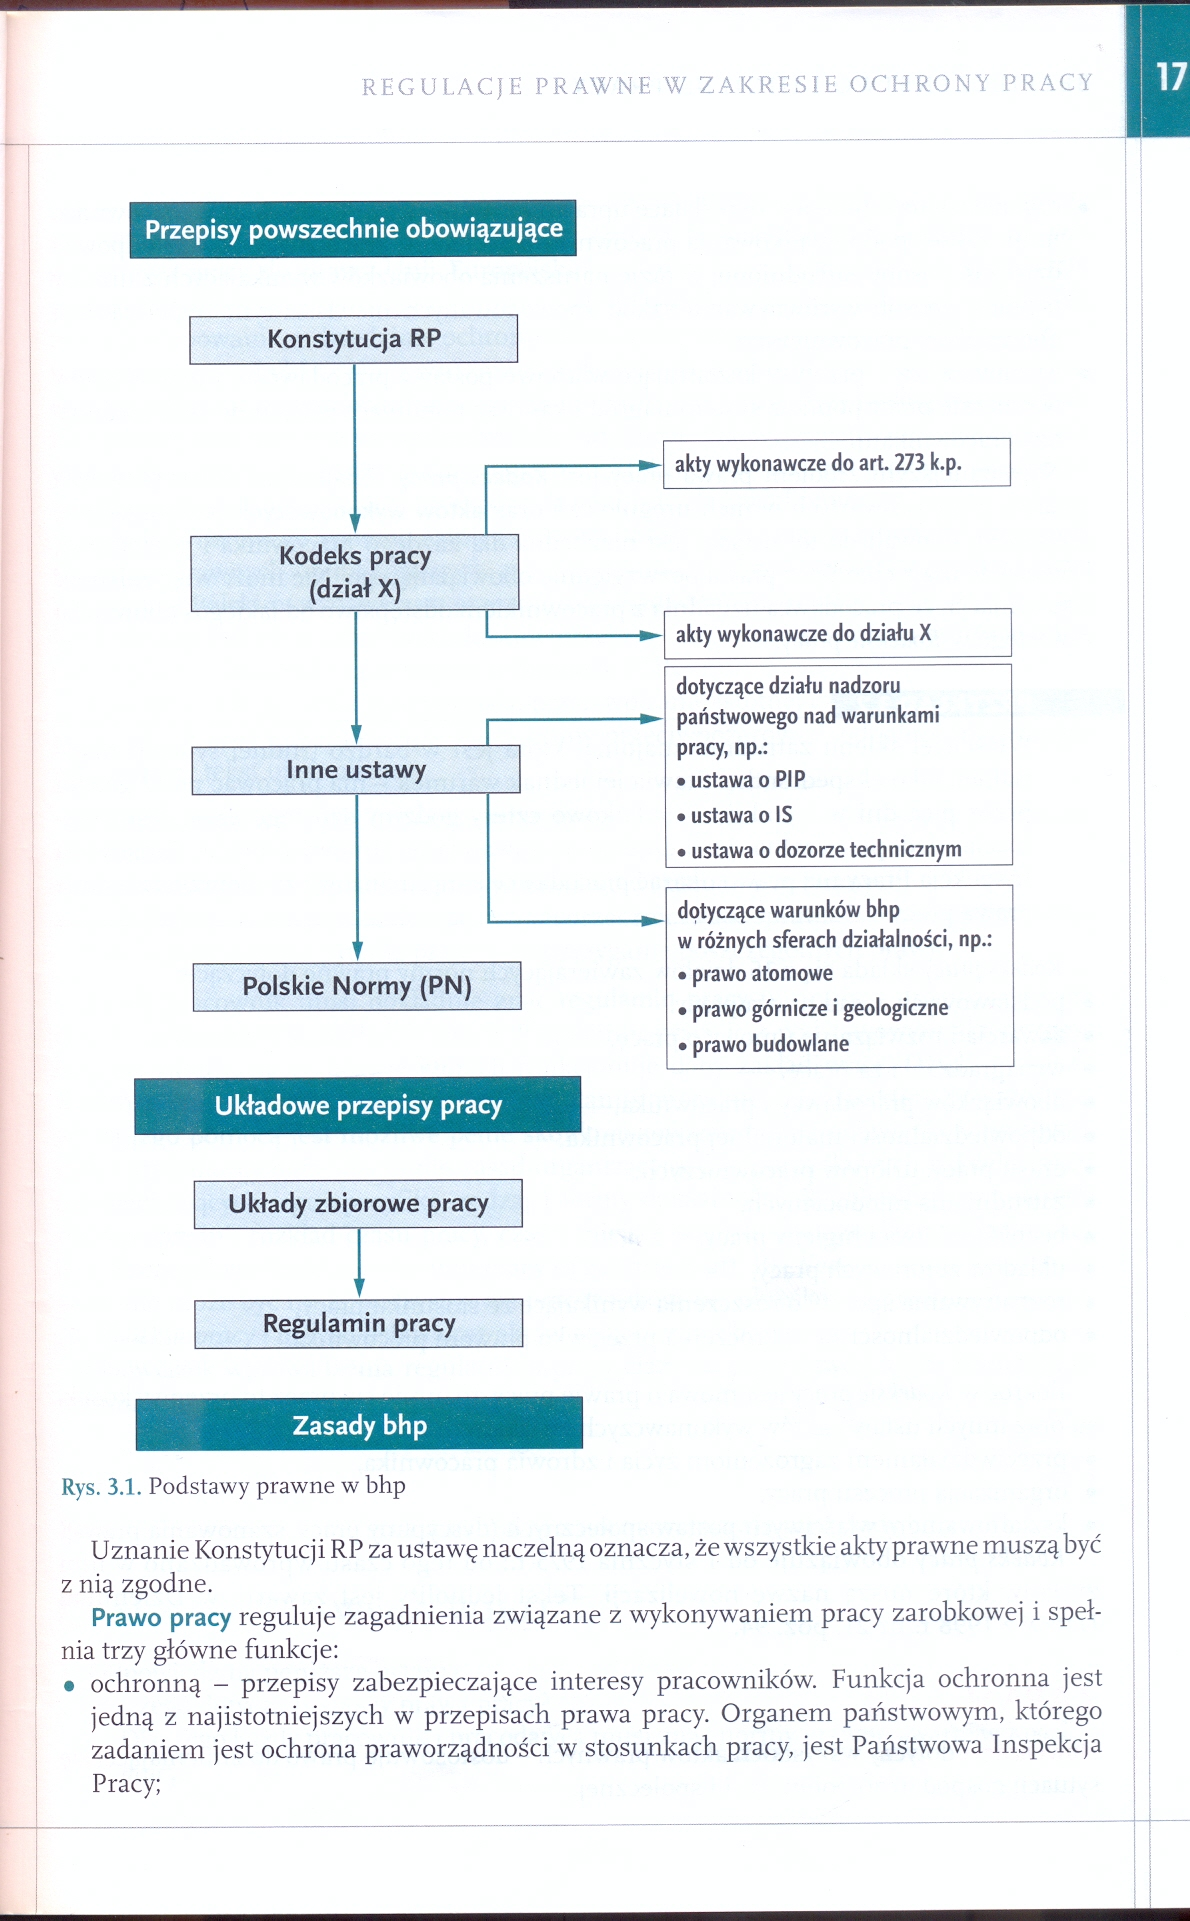 REGULACJE PRAWNE W ZAKRESIE OCHRONY PRACY
17
Przepisy powszechnie obowiązujące
Konstytucja RP
akty wykonawcze do art. 273 k.p.
Kodeks pracy
(dział X)
akty wykonawcze do działu X
dotyczące działu nadzoru
państwowego nad warunkami
pracy, np.:
• ustawa o PIP
• ustawa o IS
• ustawa o dozorze technicznym
Inne ustawy
dotyczące warunków bhp
w różnych sferach działalności, np.:
• prawo atomowe
• prawo górnicze i geologiczne
• prawo budowlane
Polskie Normy (PN)
Układowe przepisy pracy
Układy zbiorowe pracy
Regulamin pracy
Zasady bhp
Rys. 3.1. Podstawy prawne w bhp
Uznanie Konstytucji RP za ustawę naczelną oznacza, że wszystkie akty prawne muszą być
z nią zgodne.
Prawo pracy reguluje zagadnienia związane z wykonywaniem pracy zarobkowej i speł-
nia trzy główne funkcje:
• ochronną – przepisy zabezpieczające interesy pracowników. Funkcja ochronna jest
jedną z najistotniejszych w przepisach prawa pracy. Organem państwowym, którego
zadaniem jest ochrona praworządności w stosunkach pracy, jest Państwowa Inspekcja
Pracy;